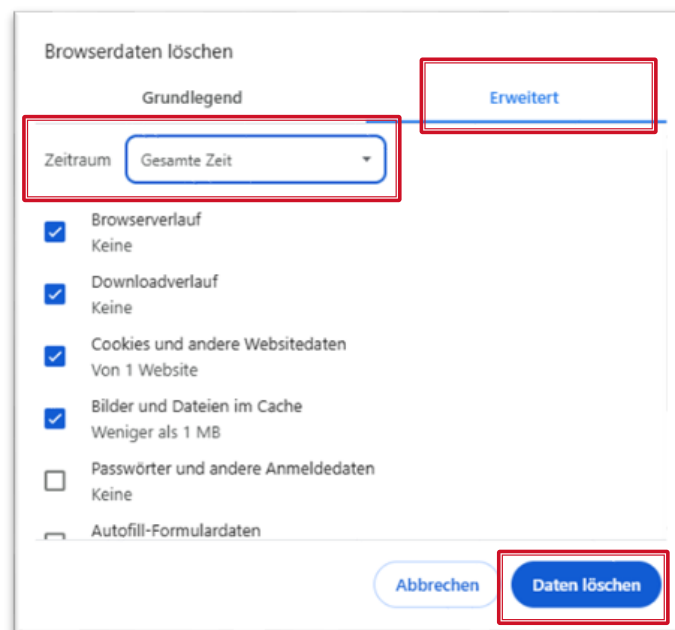 Browserdaten löschen
Grundlegend Erweitert
Zeitraum Gesamte Zeit
Browserverlauf
Keine
Downloadverlauf
Keine
Cookies und andere Websitedaten
Von 1 Website
Bilder und Dateien im Cache
Weniger als 1 MB
Passwörter und andere Anmeldedaten
Keine
Autofill-Formulardaten
Abbrechen Daten löschen